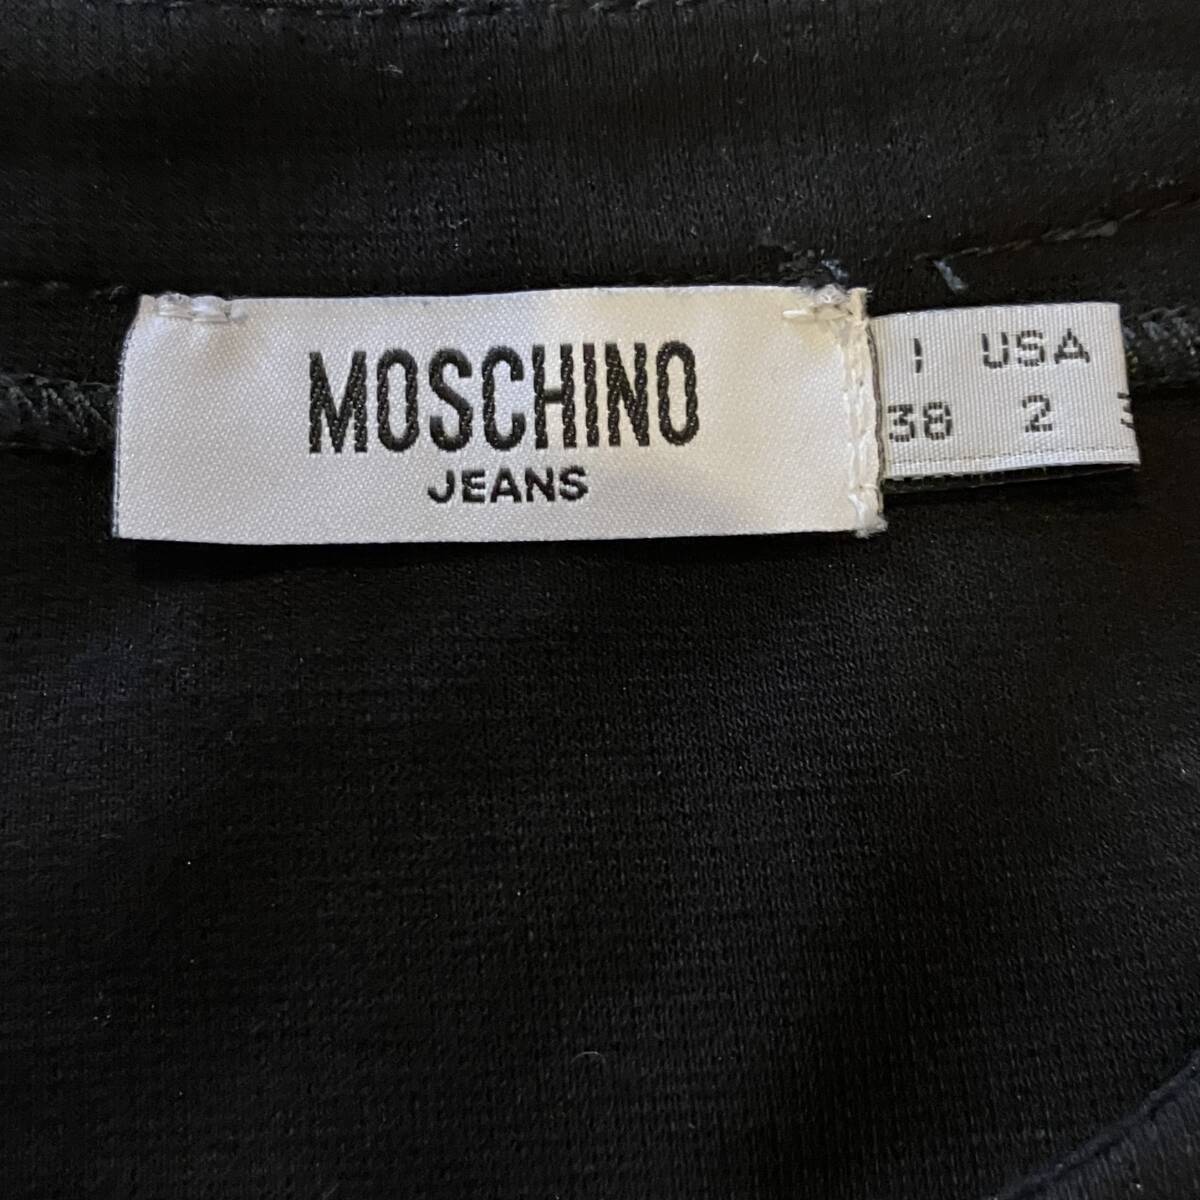 MOSCHINO
JEANS
I USA
38 2